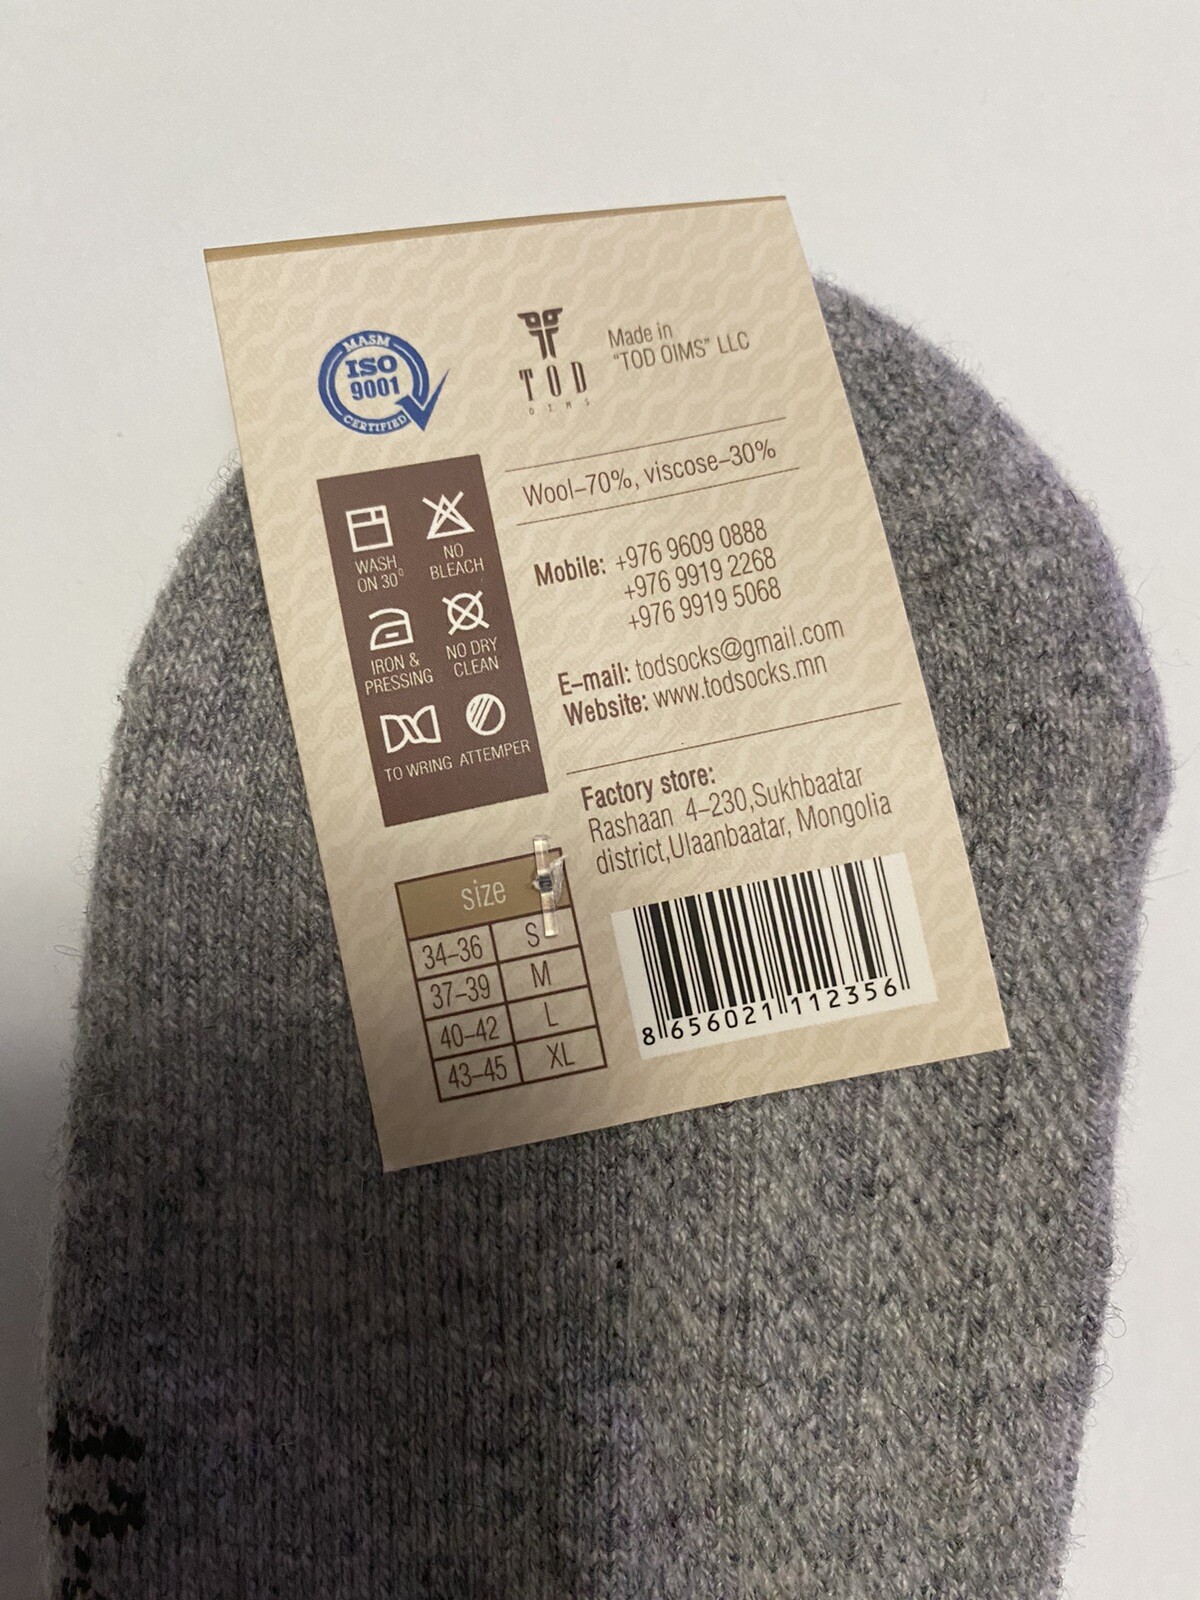 MASM
ISO
9001
CERTIFIED
TOD
OIMS
Made in
"TOD OIMS" LLC
WASH
ON 30°
NO
BLEACH
IRON &
PRESSING
NO DRY
CLEAN
TO WRING
ATTEMPER
Wool–70%, viscose–30%
Mobile: +976 9609 0888
+976 9919 2268
+976 9919 5068
E–mail: todsocks@gmail.com
Website: www.todsocks.mn
Factory store:
Rashaan 4–230,Sukhbaatar
district,Ulaanbaatar, Mongolia
size
34–36 S
37–39 M
40–42 L
43–45 XL
8 656021 112356